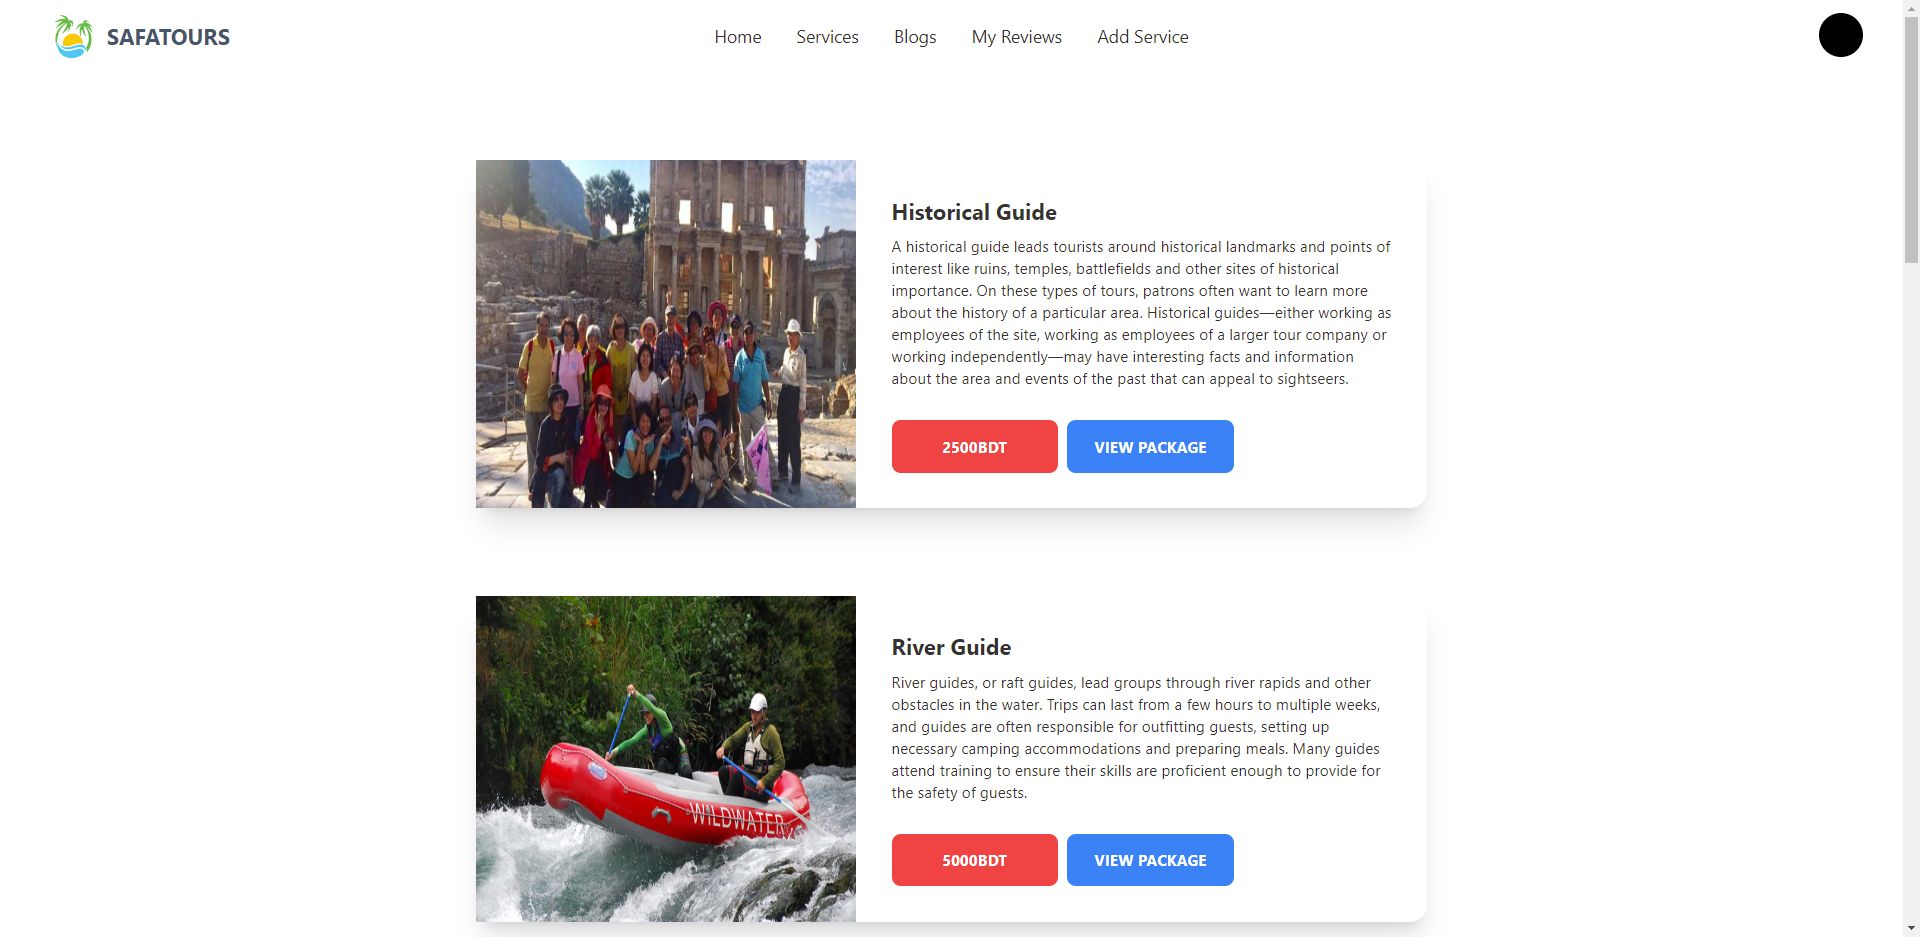 SAFATOURS
Home Services Blogs My Reviews Add Service
Historical Guide
A historical guide leads tourists around historical landmarks and points of
interest like ruins, temples, battlefields and other sites of historical
importance. On these types of tours, patrons often want to learn more
about the history of a particular area. Historical guides—either working as
employees of the site, working as employees of a larger tour company or
working independently—may have interesting facts and information
about the area and events of the past that can appeal to sightseers.
2500BDT VIEW PACKAGE
River Guide
River guides, or raft guides, lead groups through river rapids and other
obstacles in the water. Trips can last from a few hours to multiple weeks,
and guides are often responsible for outfitting guests, setting up
necessary camping accommodations and preparing meals. Many guides
attend training to ensure their skills are proficient enough to provide for
the safety of guests.
WILDWATER
5000BDT VIEW PACKAGE